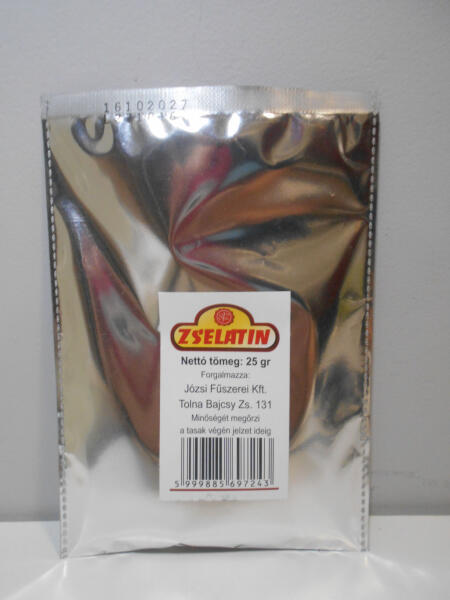 16102027
ZSELATIN
Nettó tömeg: 25 gr
Forgalmazza:
Józsi Fűszerei Kft.
Tolna Bajcsy Zs. 131
Minőségét megőrzi
a tasak végén jelzet ideig
5 999885 697243